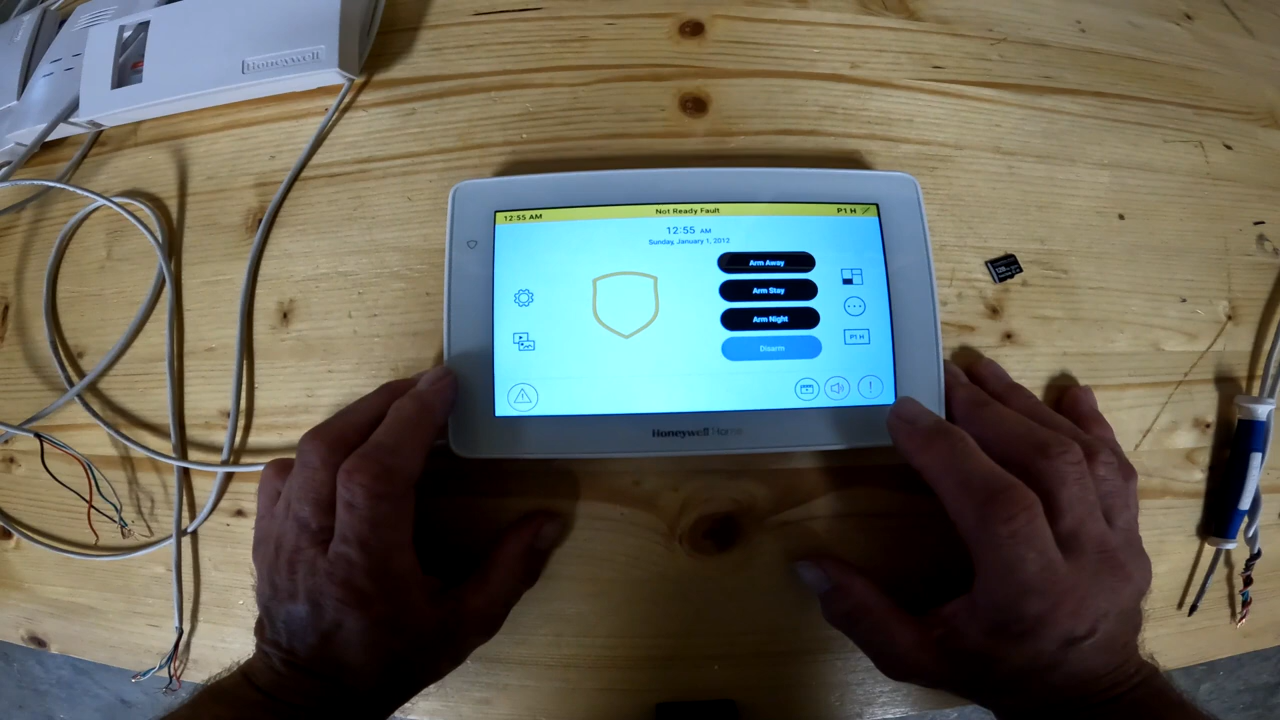 Honeywell
12:55 AM
Not Ready Fault
P1 H
12:55 AM
Sunday, January 1, 2012
Arm Away
Arm Stay
Arm Night
Disarm
P1 H
Honeywell Home
128